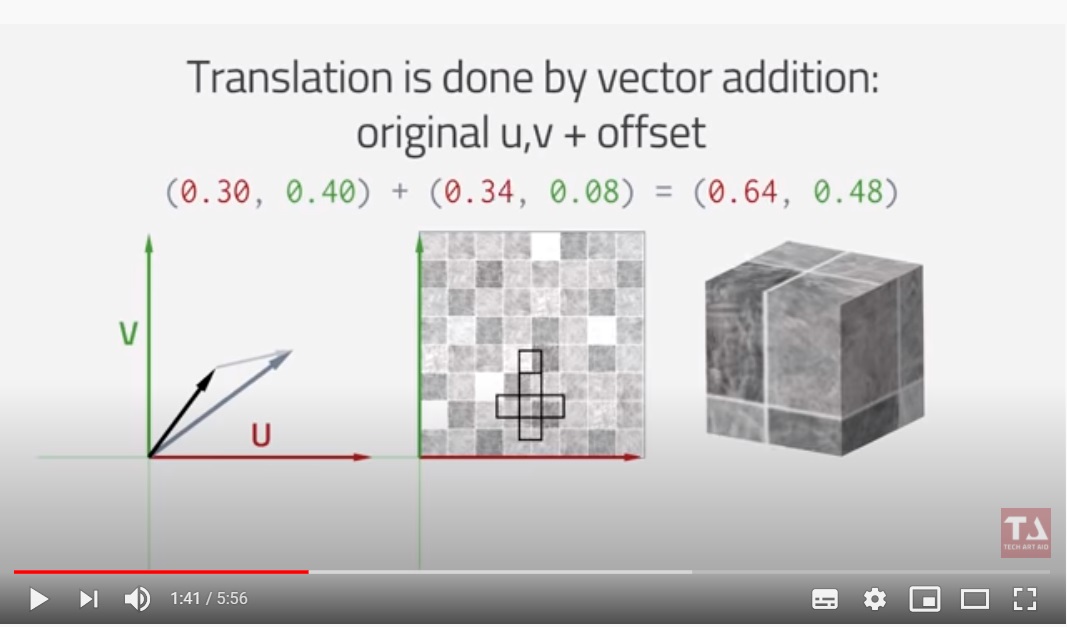 Translation is done by vector addition:
original u,v + offset
(0.30, 0.40) + (0.34, 0.08) = (0.64, 0.48)
V
U
TA
TECH ART AID
1:41 / 5:56